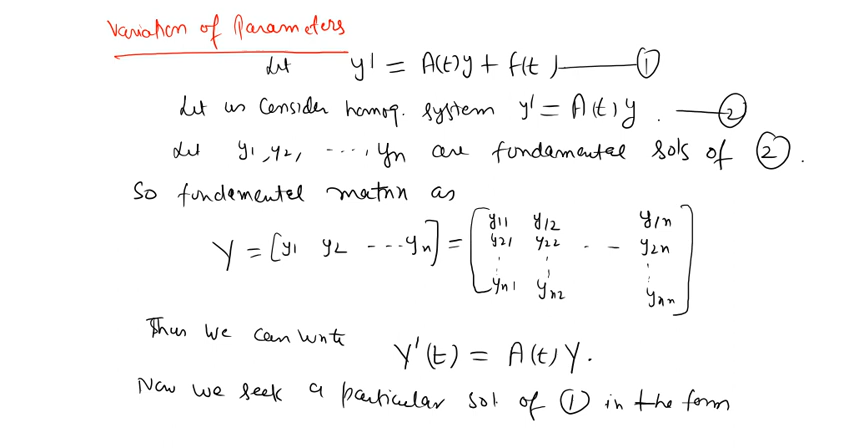 Variation of Parameters
Let y' = A(t)y + f(t) —— ①
Let us consider homog. system y' = A(t)y. —— ②
Let y1, y2, ...., yn are fundamental sols of ②.
So fundamental matrix as
Y = [y1 y2 ---yn] = [y11 y12 y1n
y21 y22 - - y2n
⋮ ⋮ ⋮
yn1 yn2 ynn]
Thus we can write
Y'(t) = A(t)Y.
Now we seek a particular sol of ① in the form